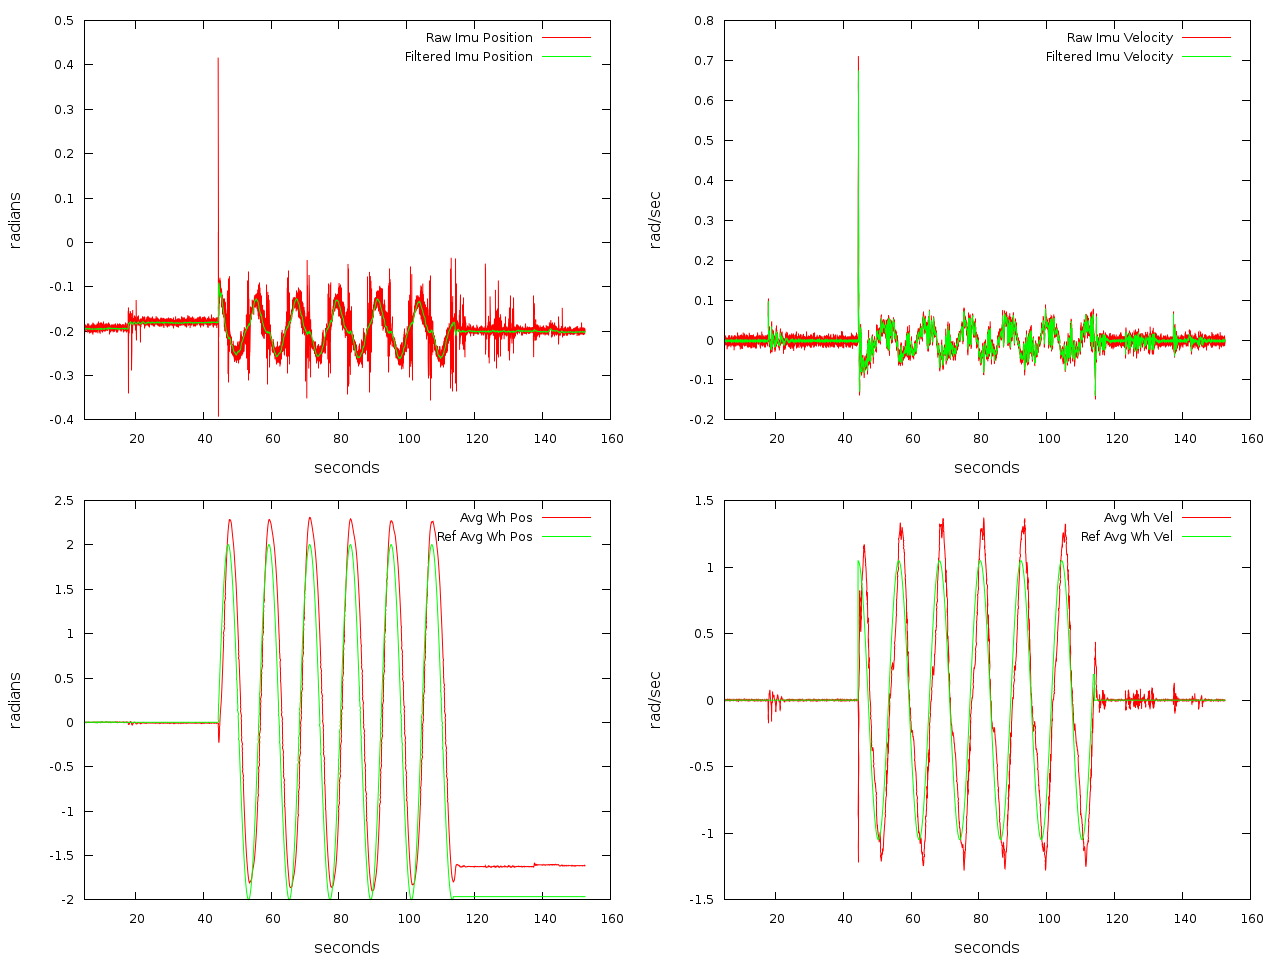 0.5
0.4
0.3
0.2
0.1
0
-0.1
-0.2
-0.3
-0.4
radians
Raw Imu Position
Filtered Imu Position
20 40 60 80 100 120 140 160
seconds
0.8
0.7
0.6
0.5
0.4
0.3
0.2
0.1
0
-0.1
-0.2
rad/sec
Raw Imu Velocity
Filtered Imu Velocity
20 40 60 80 100 120 140 160
seconds
2.5
2
1.5
1
0.5
0
-0.5
-1
-1.5
-2
radians
Avg Wh Pos
Ref Avg Wh Pos
20 40 60 80 100 120 140 160
seconds
1.5
1
0.5
0
-0.5
-1
-1.5
rad/sec
Avg Wh Vel
Ref Avg Wh Vel
20 40 60 80 100 120 140 160
seconds